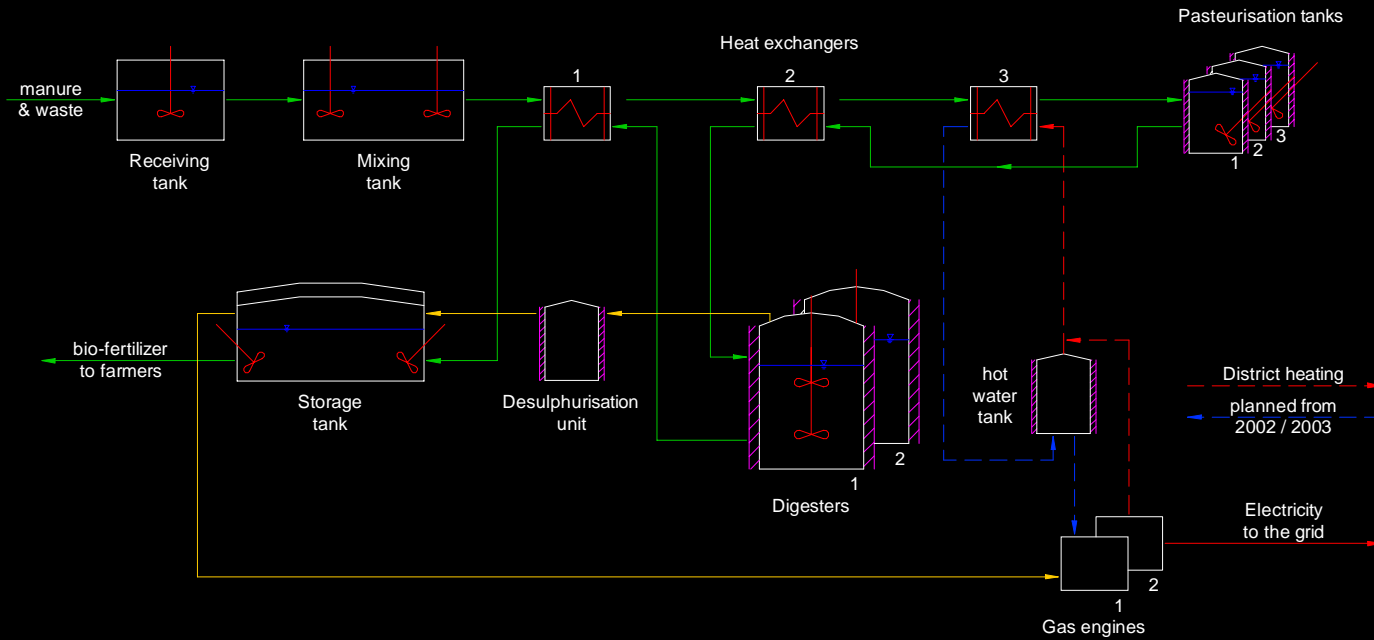 Pasteurisation tanks
Heat exchangers
1
2
3
manure
& waste
Receiving
tank
Mixing
tank
1
2
3
bio-fertilizer
to farmers
Storage
tank
Desulphurisation
unit
1
2
Digesters
hot
water
tank
District heating
planned from
2002 / 2003
Electricity
to the grid
1
2
Gas engines